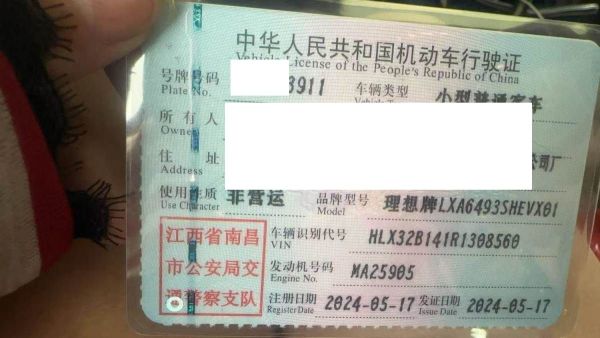 中华人民共和国机动车行驶证
Vehicle License of the People's Republic of China
号牌号码 3911 车辆类型 小型普通客车
Plate No. Vehicle
所有人
Owner
住址 公司厂
Address
使用性质 非营运 品牌型号 理想牌LXA6493SHEVX01
Use Character Model
江西省南昌 车辆识别代号 HLX32B141R1308560
VIN
市公安局交 发动机号码 MA25905
Engine No.
通警察支队 注册日期 2024-05-17 发证日期 2024-05-17
Register Date Issue Date